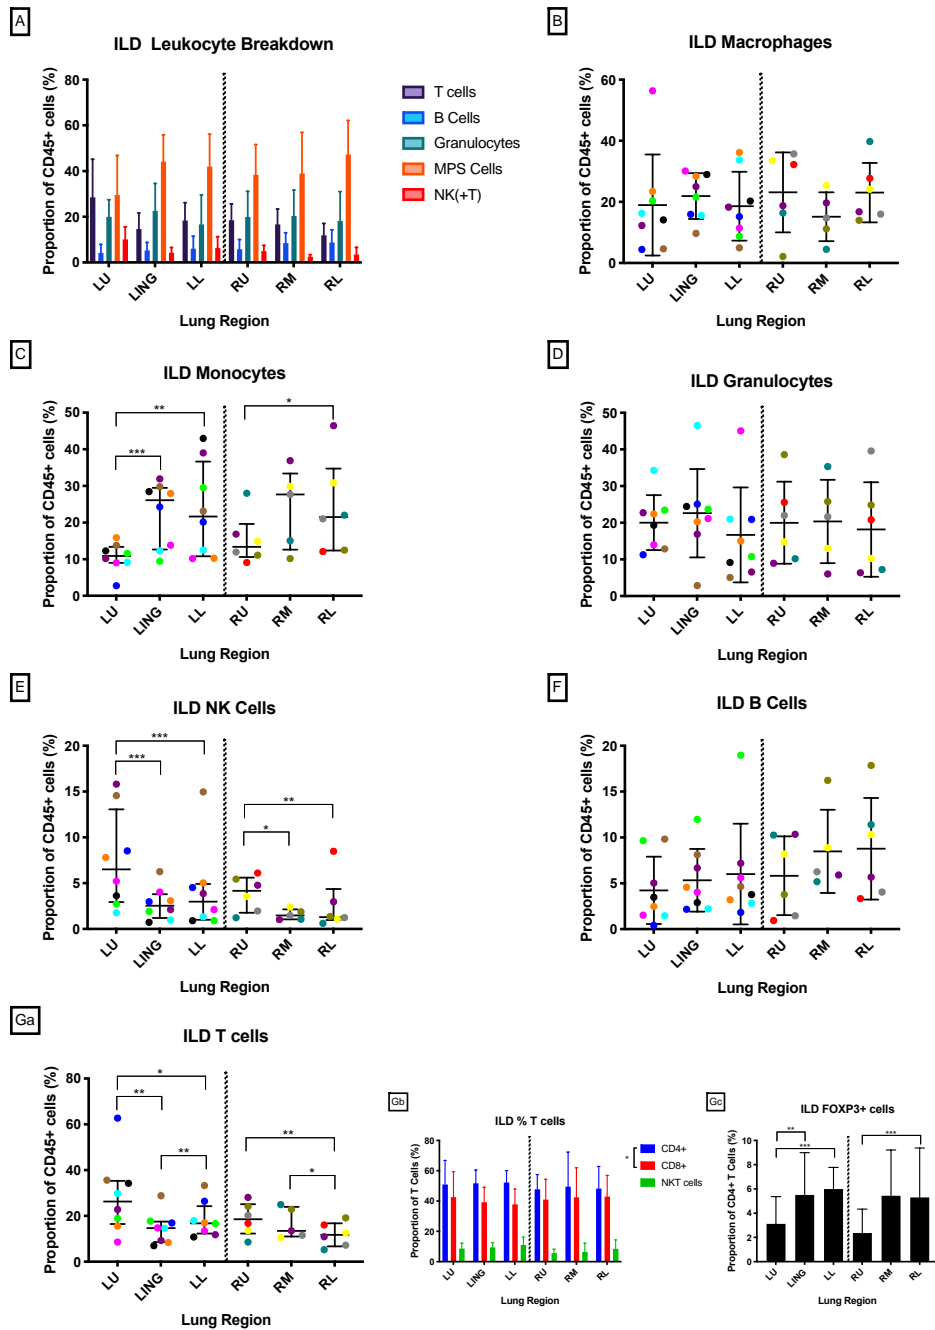 A
ILD Leukocyte Breakdown
Proportion of CD45+ cells (%)
80
60
40
20
0
LU
LING
LL
RU
RM
RL
Lung Region
T cells
B Cells
Granulocytes
MPS Cells
NK(+T)
B
ILD Macrophages
Proportion of CD45+ cells (%)
60
40
20
0
LU
LING
LL
RU
RM
RL
Lung Region
C
ILD Monocytes
Proportion of CD45+ cells (%)
50
40
30
20
10
0
**
***
*
LU
LING
LL
RU
RM
RL
Lung Region
D
ILD Granulocytes
Proportion of CD45+ cells (%)
50
40
30
20
10
0
LU
LING
LL
RU
RM
RL
Lung Region
E
ILD NK Cells
Proportion of CD45+ cells (%)
20
15
10
5
0
***
***
**
*
LU
LING
LL
RU
RM
RL
Lung Region
F
ILD B Cells
Proportion of CD45+ cells (%)
20
15
10
5
0
LU
LING
LL
RU
RM
RL
Lung Region
Ga
ILD T cells
Proportion of CD45+ cells (%)
80
60
40
20
0
*
**
**
**
*
LU
LING
LL
RU
RM
RL
Lung Region
Gb
ILD % T cells
Proportion of T Cells (%)
80
60
40
20
0
LU
LING
LL
RU
RM
RL
Lung Region
*
CD4+
CD8+
NKT cells
Gc
ILD FOXP3+ cells
Proportion of CD4+ T Cells (%)
10
8
6
4
2
0
**
***
***
LU
LING
LL
RU
RM
RL
Lung Region